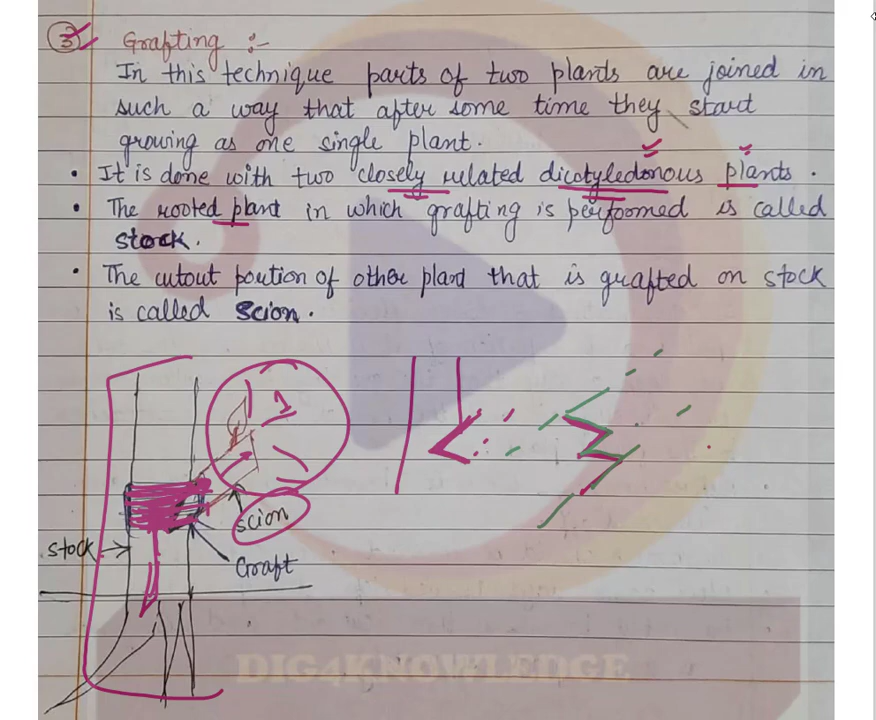 3 Grafting :-
In this technique parts of two plants are joined in
such a way that after some time they start
growing as one single plant.
• It is done with two closely related dicotyledonous plants.
• The rooted plant in which grafting is perfoomed is called
stock.
• The cutout portion of other plant that is grafted on stock
is called Scion.
1
scion
stock
Graft
DIG4KNOWLEDGE